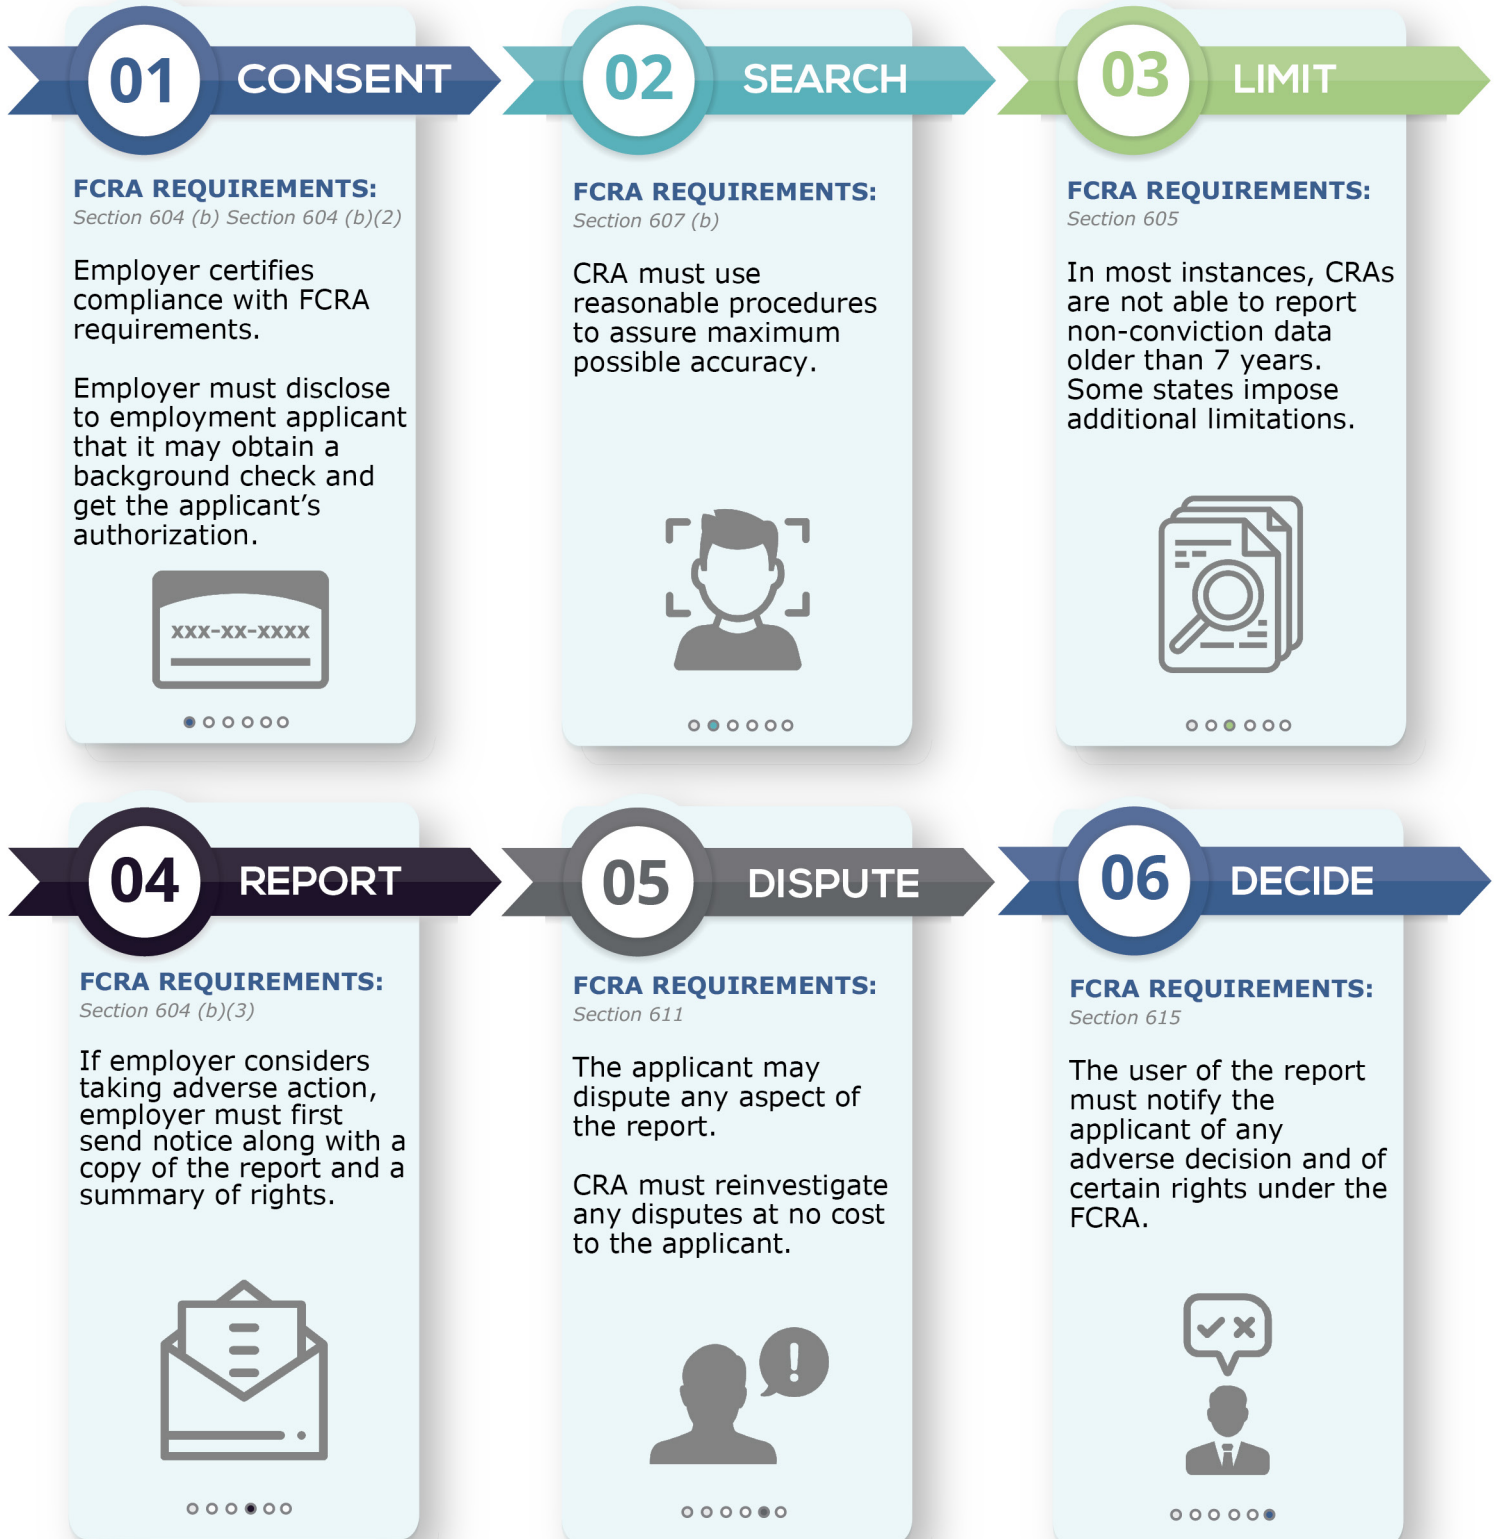 01 CONSENT
FCRA REQUIREMENTS:
Section 604 (b) Section 604 (b)(2)
Employer certifies
compliance with FCRA
requirements.
Employer must disclose
to employment applicant
that it may obtain a
background check and
get the applicant's
authorization.
xxx-xx-xxxx
02 SEARCH
FCRA REQUIREMENTS:
Section 607 (b)
CRA must use
reasonable procedures
to assure maximum
possible accuracy.
03 LIMIT
FCRA REQUIREMENTS:
Section 605
In most instances, CRAs
are not able to report
non-conviction data
older than 7 years.
Some states impose
additional limitations.
04 REPORT
FCRA REQUIREMENTS:
Section 604 (b)(3)
If employer considers
taking adverse action,
employer must first
send notice along with a
copy of the report and a
summary of rights.
05 DISPUTE
FCRA REQUIREMENTS:
Section 611
The applicant may
dispute any aspect of
the report.
CRA must reinvestigate
any disputes at no cost
to the applicant.
06 DECIDE
FCRA REQUIREMENTS:
Section 615
The user of the report
must notify the
applicant of any
adverse decision and of
certain rights under the
FCRA.